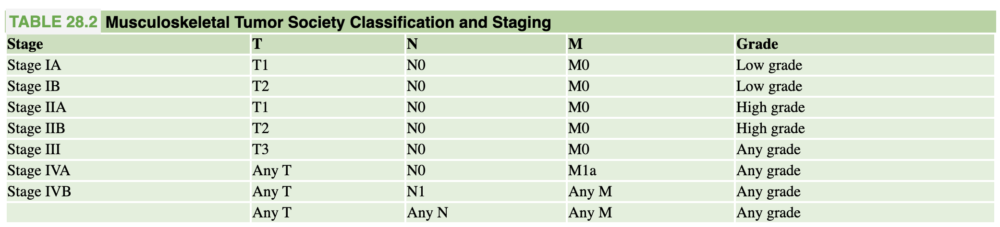 TABLE 28.2 Musculoskeletal Tumor Society Classification and Staging
Stage T N M Grade
Stage IA T1 N0 M0 Low grade
Stage IB T2 N0 M0 Low grade
Stage IIA T1 N0 M0 High grade
Stage IIB T2 N0 M0 High grade
Stage III T3 N0 M0 Any grade
Stage IVA Any T N0 M1a Any grade
Stage IVB Any T N1 Any M Any grade
Any T Any N Any M Any grade